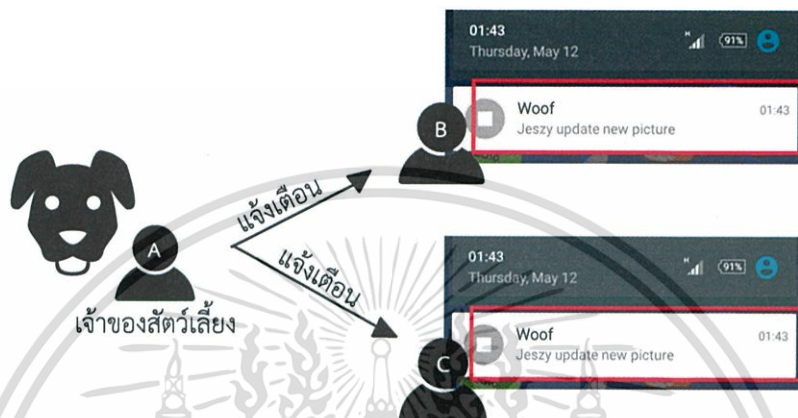 01:43
Thursday, May 12
91%
Woof
01:43
Jeszy update new picture
B
แจ้งเตือน
A
แจ้งเตือน
เจ้าของสัตว์เลี้ยง
01:43
Thursday, May 12
91%
Woof
01:43
Jeszy update new picture
C